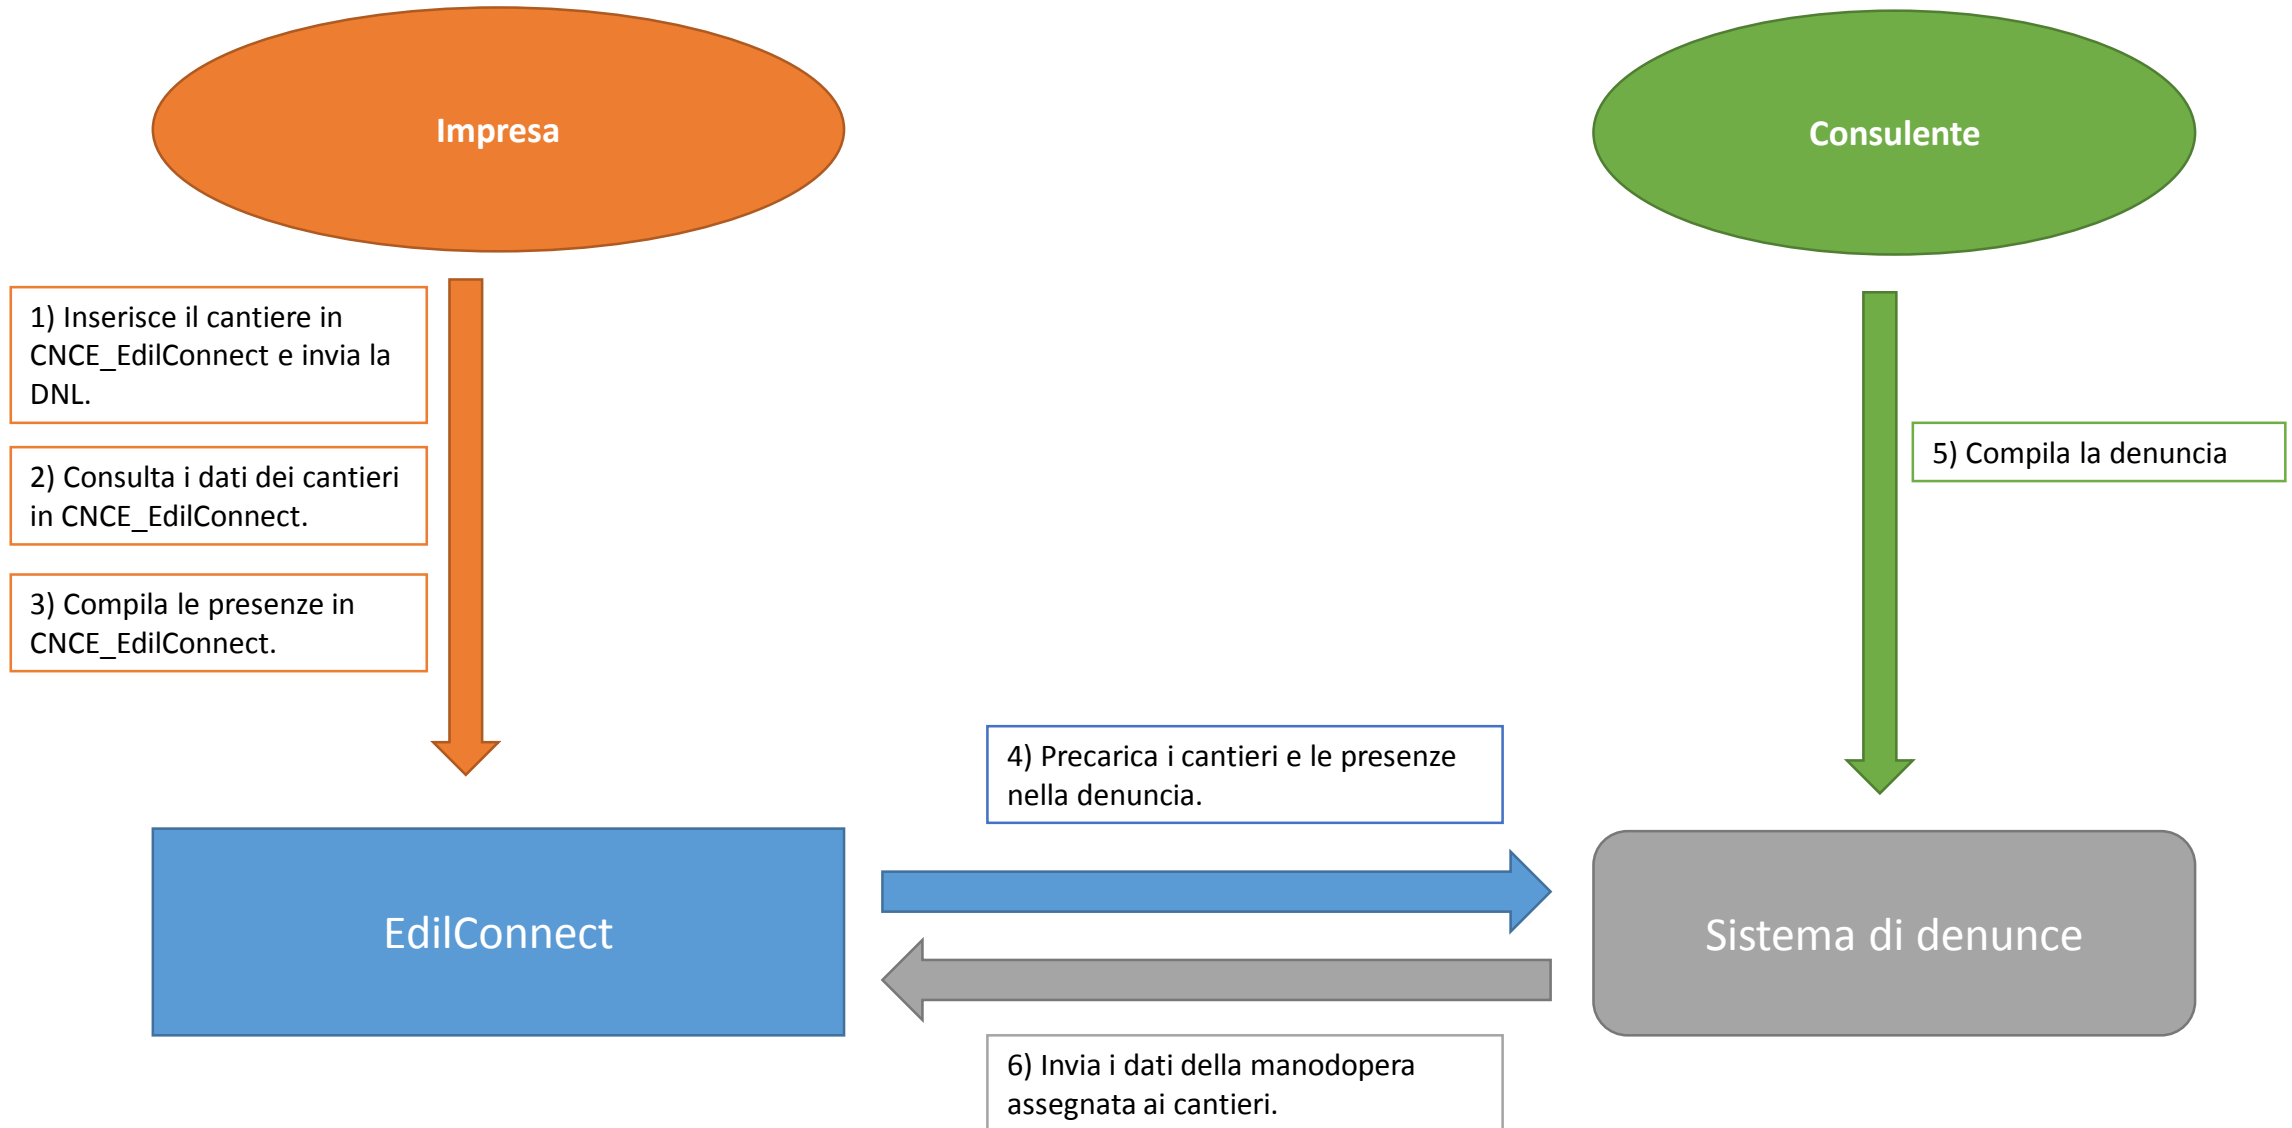 Impresa
Consulente
1) Inserisce il cantiere in
CNCE_EdilConnect e invia la
DNL.
2) Consulta i dati dei cantieri
in CNCE_EdilConnect.
3) Compila le presenze in
CNCE_EdilConnect.
5) Compila la denuncia
4) Precarica i cantieri e le presenze
nella denuncia.
EdilConnect
Sistema di denunce
6) Invia i dati della manodopera
assegnata ai cantieri.